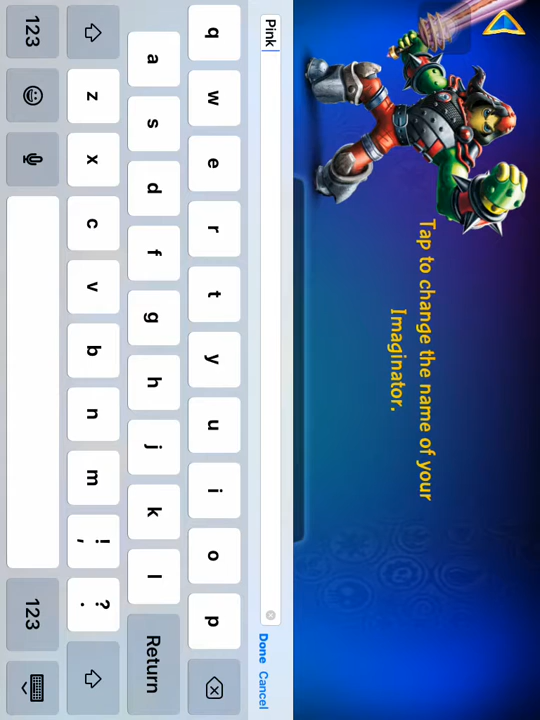 Tap to change the name of your
Imaginator.
Pink
Done Cancel
q w e r t y u i o p
a s d f g h j k l Return
z x c v b n m ! , ? .
123 123